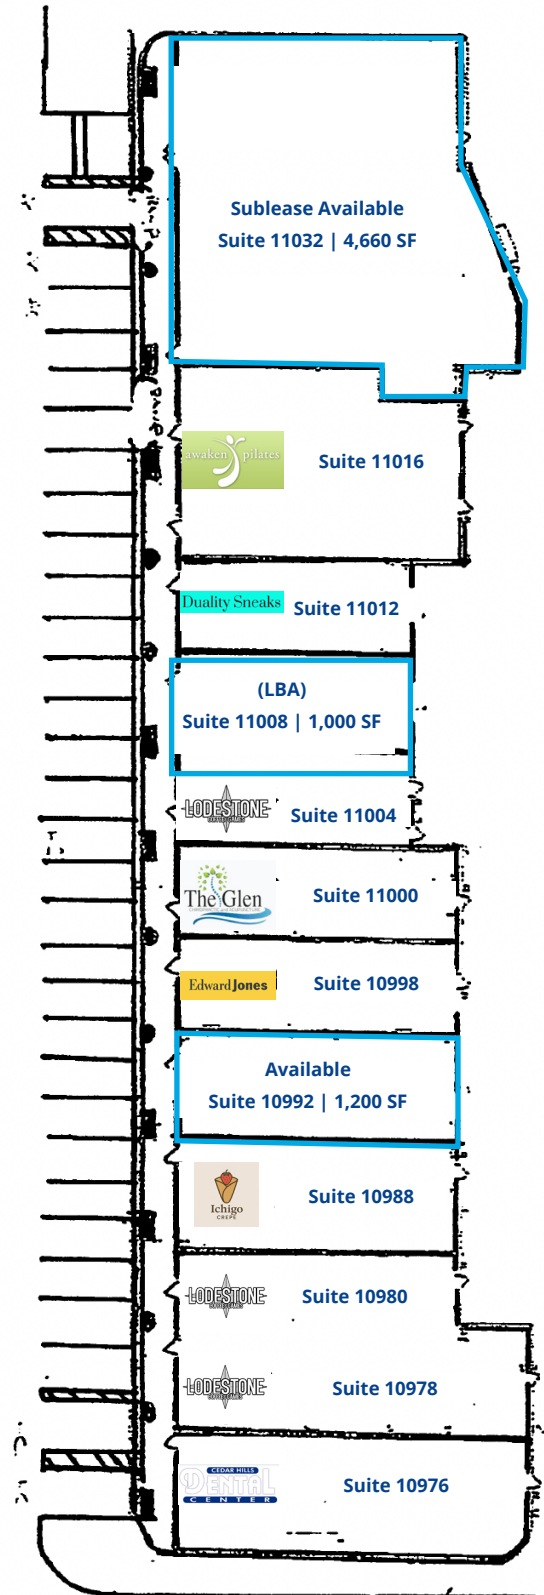 Sublease Available
Suite 11032 | 4,660 SF
awaken pilates
Suite 11016
Duality Sneaks
Suite 11012
(LBA)
Suite 11008 | 1,000 SF
LODESTONE
Suite 11004
The Glen
Suite 11000
Edward Jones
Suite 10998
Available
Suite 10992 | 1,200 SF
Ichigo
CREPE
Suite 10988
LODESTONE
Suite 10980
LODESTONE
Suite 10978
CEDAR HILLS
DENTAL
CENTER
Suite 10976